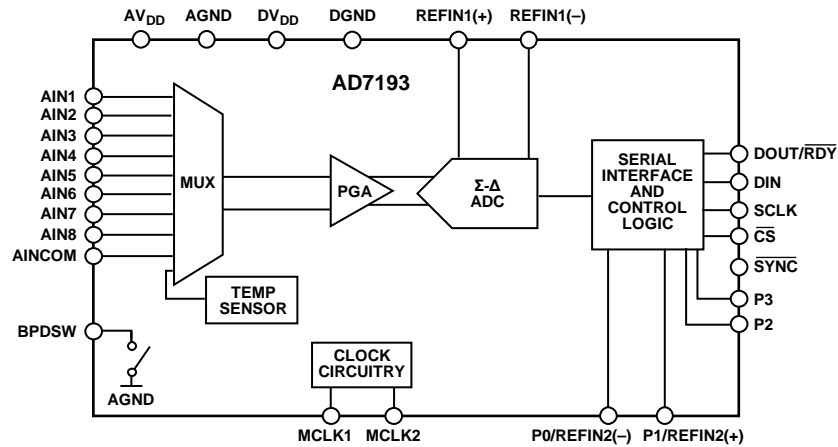 AVDD AGND DVDD DGND REFIN1(+) REFIN1(–)
AD7193
AIN1
AIN2
AIN3
AIN4
AIN5
AIN6
AIN7
AIN8
AINCOM
MUX
PGA
Σ-Δ
ADC
SERIAL
INTERFACE
AND
CONTROL
LOGIC
DOUT/RDY
DIN
SCLK
CS
SYNC
P3
P2
TEMP
SENSOR
BPDSW
AGND
CLOCK
CIRCUITRY
MCLK1 MCLK2 P0/REFIN2(–) P1/REFIN2(+)